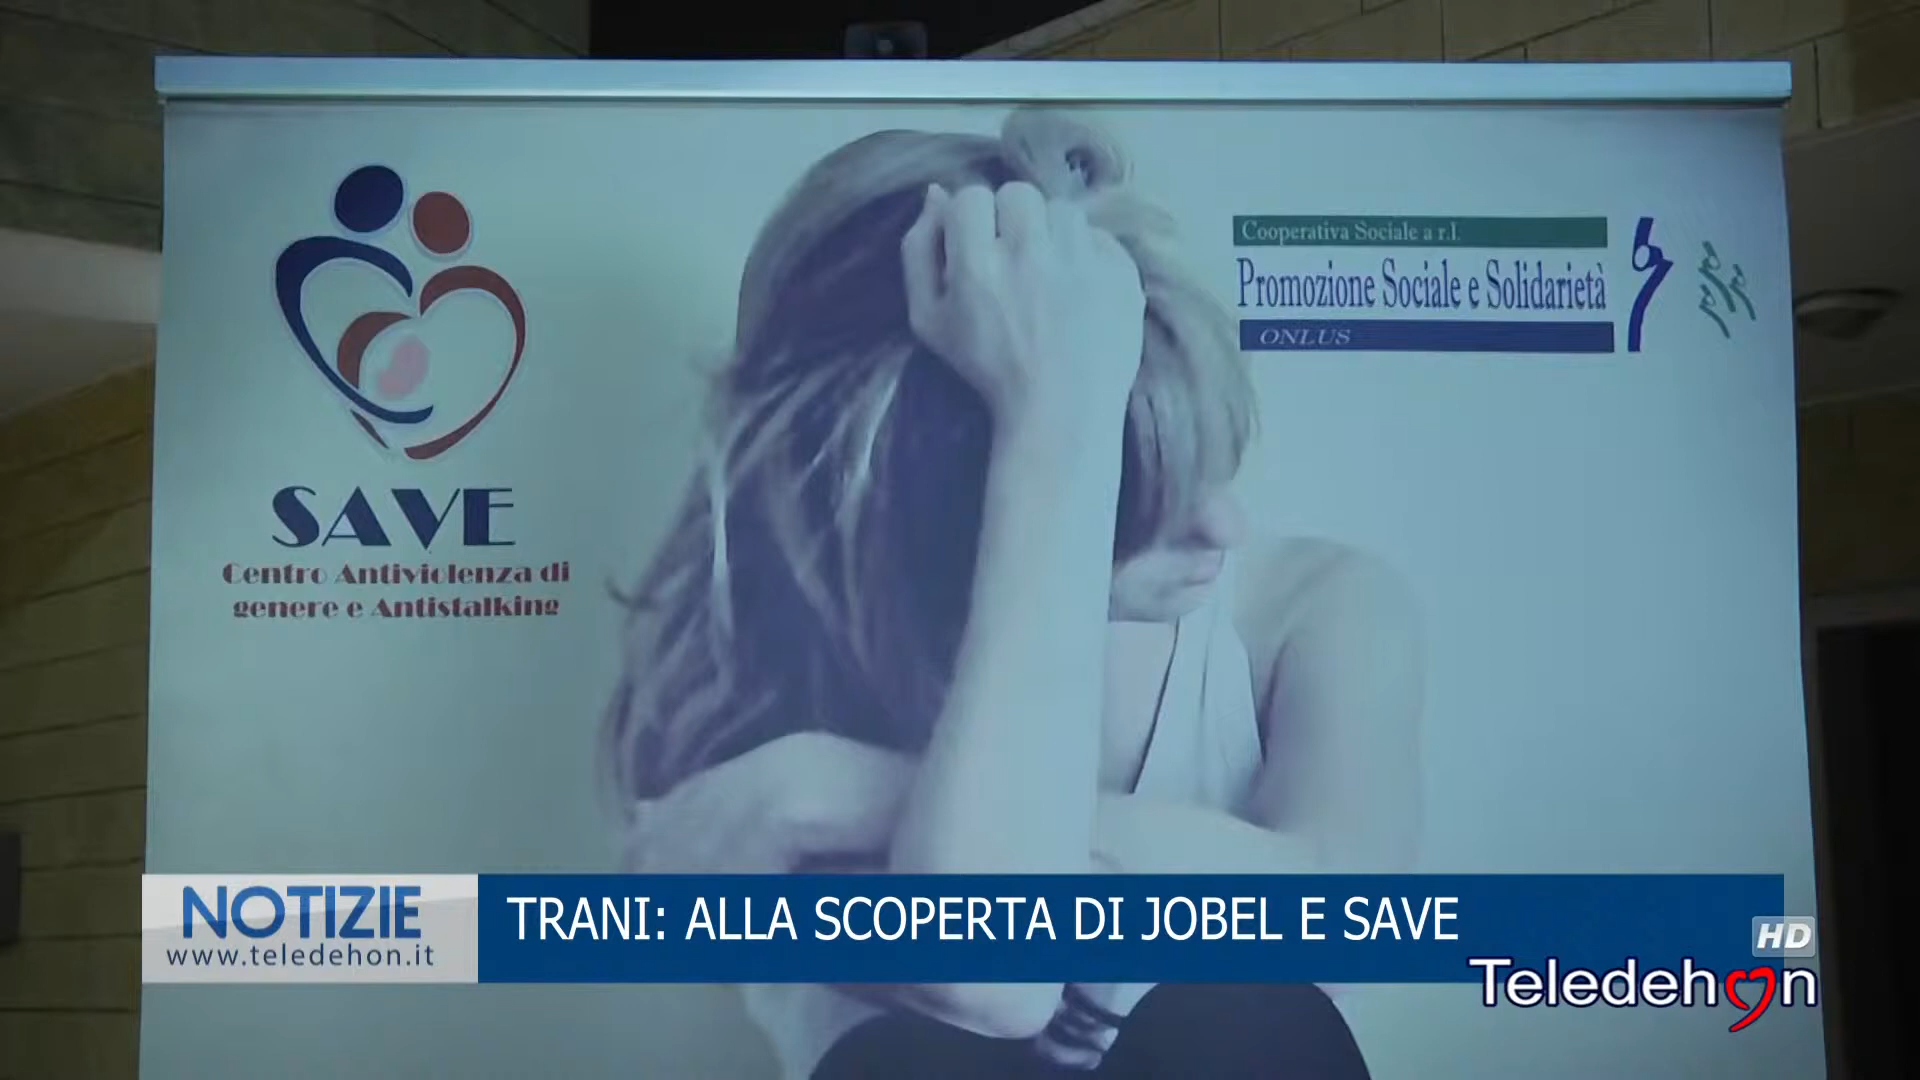 SAVE
Centro Antiviolenza di
genere e Antistalking
Cooperativa Sociale a r.l.
Promozione Sociale e Solidarietà
ONLUS
NOTIZIE
www.teledehon.it
TRANI: ALLA SCOPERTA DI JOBEL E SAVE
HD
Teledehon